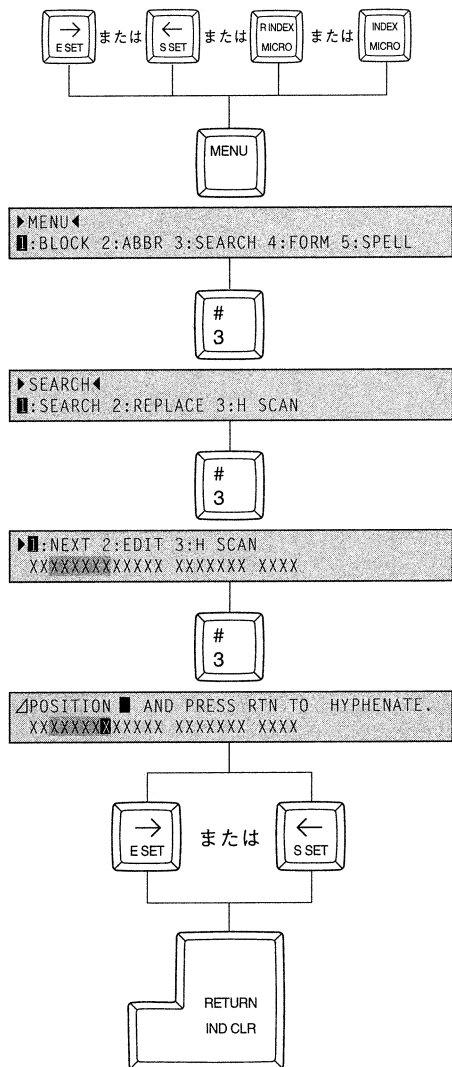 → E SET または ← S SET または R INDEX MICRO または INDEX MICRO
MENU
▶MENU◀
1:BLOCK 2:ABBR 3:SEARCH 4:FORM 5:SPELL
#
3
▶SEARCH◀
1:SEARCH 2:REPLACE 3:H SCAN
#
3
▶1:NEXT 2:EDIT 3:H SCAN
XXXXXXXXXXXXX XXXXXXX XXXX
#
3
⊿POSITION ■ AND PRESS RTN TO HYPHENATE.
XXXXXXXXXXXXX XXXXXXX XXXX
→ E SET または ← S SET
RETURN
IND CLR